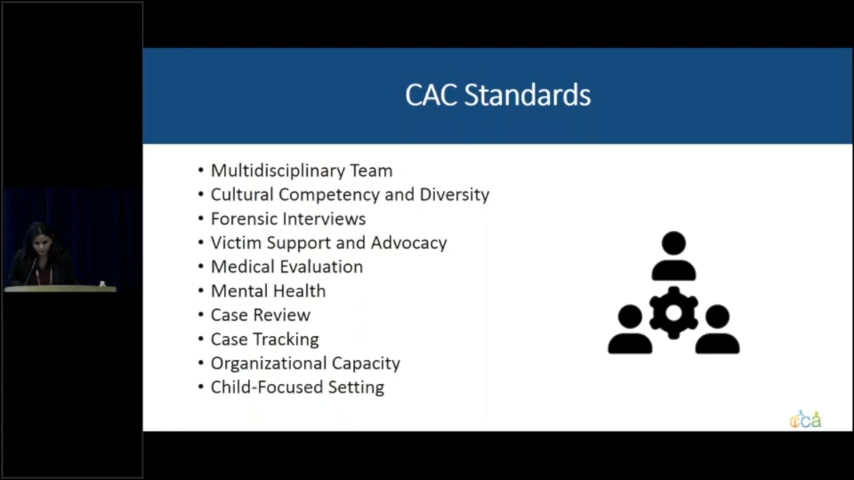 CAC Standards
• Multidisciplinary Team
• Cultural Competency and Diversity
• Forensic Interviews
• Victim Support and Advocacy
• Medical Evaluation
• Mental Health
• Case Review
• Case Tracking
• Organizational Capacity
• Child-Focused Setting